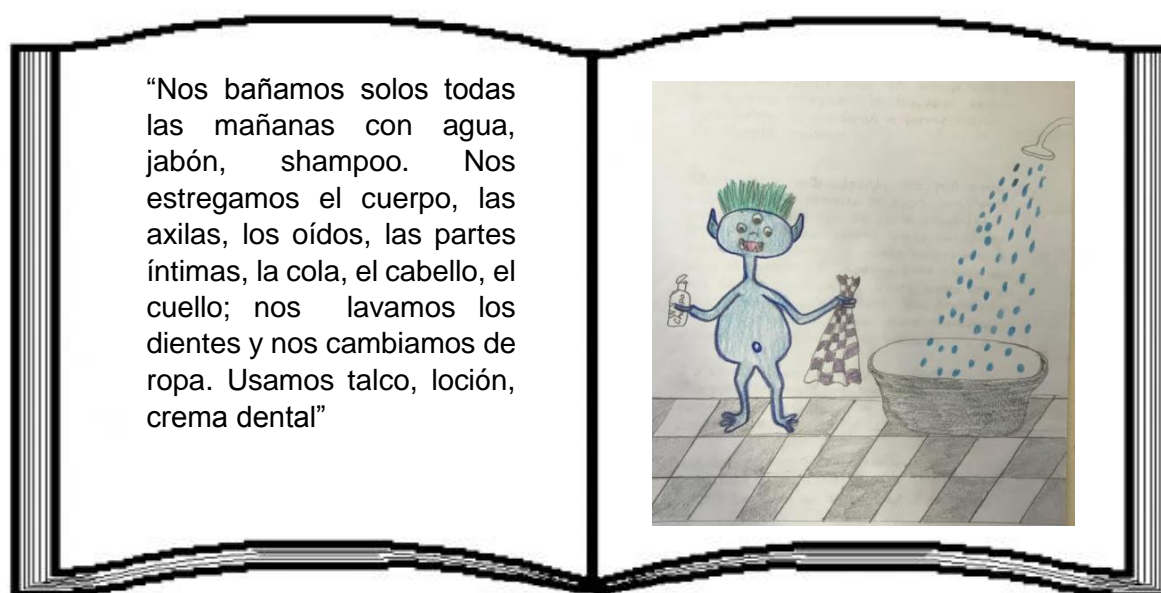 “Nos bañamos solos todas
las mañanas con agua,
jabón, shampoo. Nos
estregamos el cuerpo, las
axilas, los oídos, las partes
íntimas, la cola, el cabello, el
cuello; nos lavamos los
dientes y nos cambiamos de
ropa. Usamos talco, loción,
crema dental”